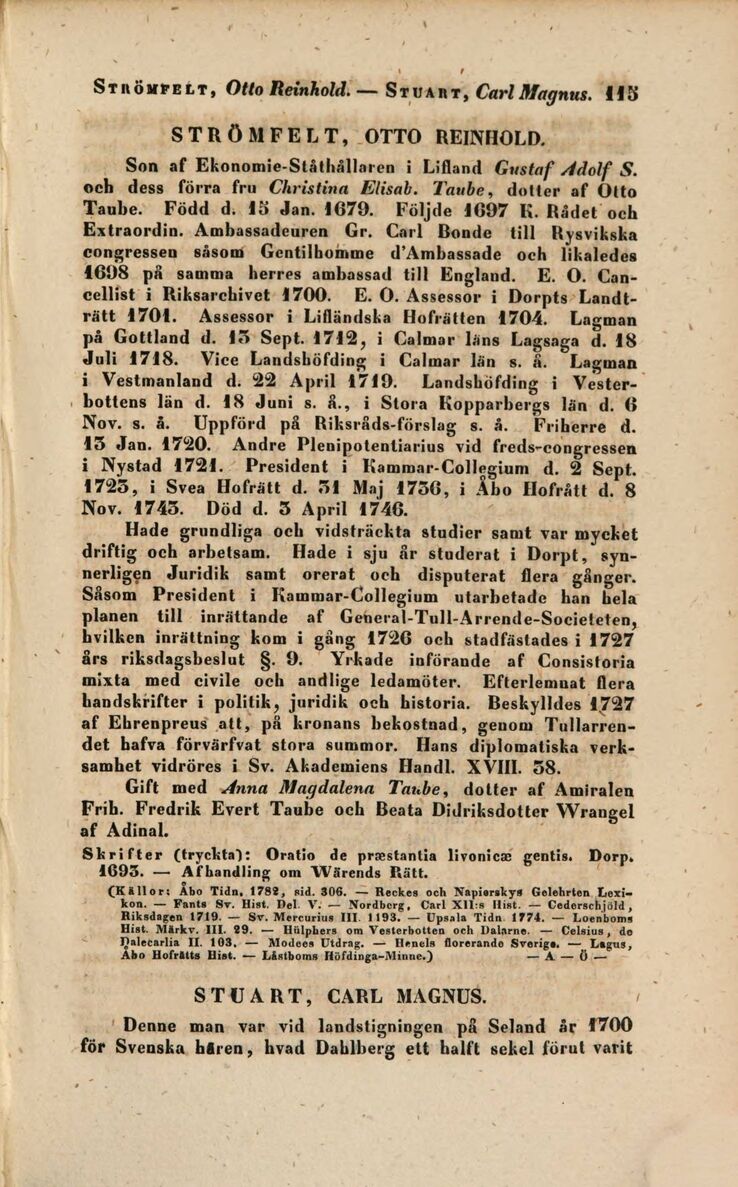 STRÖMFELT, Otto Reinhold. — STUART, Carl Magnus. 115
STRÖMFELT, OTTO REINHOLD.
Son af Ekonomie-Ståthållaren i Lifland Gustaf Adolf S.
och dess förra fru Christina Elisab. Taube, dotter af Otto
Taube. Född d. 15 Jan. 1679. Följde 1697 K. Rådet och
Extraordin. Ambassadeuren Gr. Carl Bonde till Rysvikska
congressen såsom Gentilhomme d'Ambassade och likaledes
1698 på samma herres ambassad till England. E. O. Can-
cellist i Riksarchivet 1700. E. O. Assessor i Dorpts Landt-
rätt 1701. Assessor i Lifländska Hofrätten 1704. Lagman
på Gottland d. 13 Sept. 1712, i Calmar läns Lagsaga d. 18
Juli 1718. Vice Landshöfding i Calmar län s. å. Lagman
i Vestmanland d. 22 April 1719. Landshöfding i Vester-
bottens län d. 18 Juni s. å., i Stora Kopparbergs län d. 6
Nov. s. å. Uppförd på Riksråds-förslag s. å. Friherre d.
13 Jan. 1720. Andre Plenipotentiarius vid freds-congressen
i Nystad 1721. President i Kammar-Collegium d. 2 Sept.
1723, i Svea Hofrätt d. 31 Maj 1736, i Åbo Hofrätt d. 8
Nov. 1743. Död d. 3 April 1746.
Hade grundliga och vidsträckta studier samt var mycket
driftig och arbetsam. Hade i sju år studerat i Dorpt, syn-
nerligen Juridik samt orerat och disputerat flera gånger.
Såsom President i Kammar-Collegium utarbetade han hela
planen till inrättande af General-Tull-Arrende-Societeten,
hvilken inrättning kom i gång 1726 och stadfästades i 1727
års riksdagsbeslut §. 9. Yrkade införande af Consistoria
mixta med civile och andlige ledamöter. Efterlemnat flera
handskrifter i politik, juridik och historia. Beskylldes 1727
af Ehrenpreus att, på kronans bekostnad, genom Tullarren-
det hafva förvärfvat stora summor. Hans diplomatiska verk-
samhet vidröres i Sv. Akademiens Handl. XVIII. 38.
Gift med Anna Magdalena Taube, dotter af Amiralen
Frih. Fredrik Evert Taube och Beata Didriksdotter Wrangel
af Adinal.
Skrifter (tryckta): Oratio de præstantia livonicæ gentis. Dorp.
1693. — Afhandling om Wärends Rätt.
(Källor: Åbo Tidn. 1782, sid. 306. — Reckes och Napierskys Gelehrten Lexi-
kon. — Fants Sv. Hist. Del. V. — Nordberg, Carl XII:s Hist. — Cederschjöld,
Riksdagen 1719. — Sv. Mercurius III. 1193. — Upsala Tidn. 1774. — Loenboms
Hist. Märkv. III. 29. — Hülphers om Vesterbotten och Dalarne. — Celsius, de
Dalecarlia II. 103. — Modees Utdrag. — Henels florerande Sverige. — Lagus,
Åbo Hofrätts Hist. — Låstboms Höfdinga-Minne.) — A — Ö —
STUART, CARL MAGNUS.
Denne man var vid landstigningen på Seland år 1700
för Svenska hären, hvad Dahlberg ett halft sekel förut varit